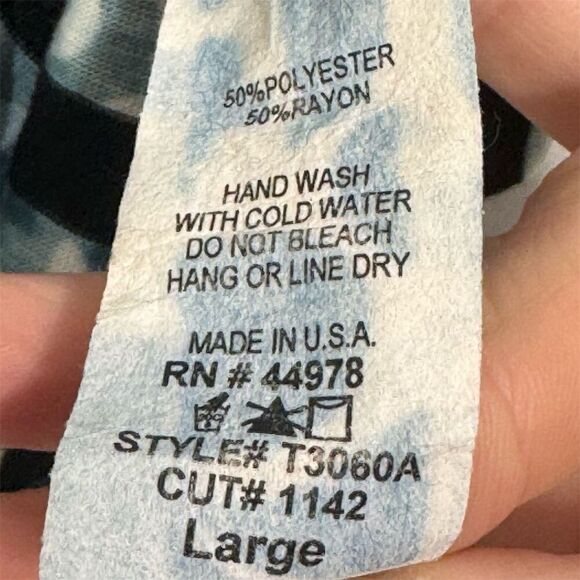 50%POLYESTER
50%RAYON
HAND WASH
WITH COLD WATER
DO NOT BLEACH
HANG OR LINE DRY
MADE IN U.S.A.
RN # 44978
STYLE# T3060A
CUT# 1142
Large